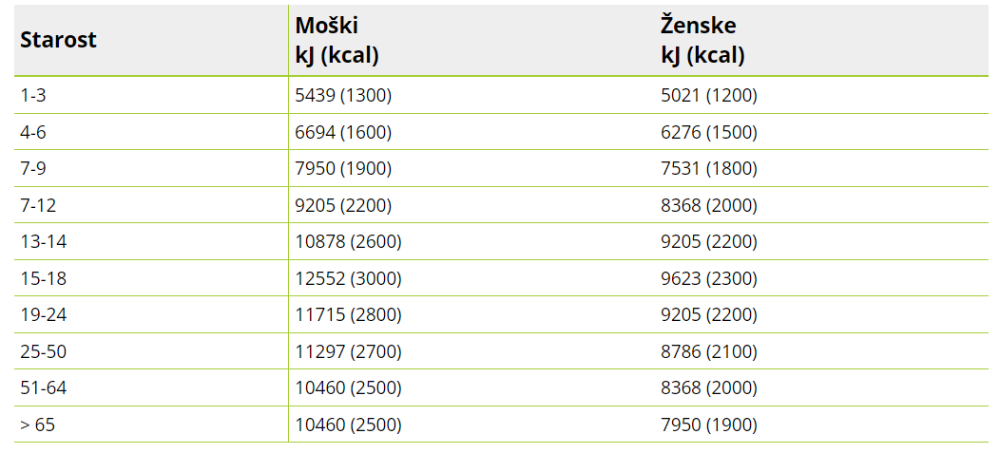 Starost Moški kJ (kcal) Ženske kJ (kcal)
1-3 5439 (1300) 5021 (1200)
4-6 6694 (1600) 6276 (1500)
7-9 7950 (1900) 7531 (1800)
7-12 9205 (2200) 8368 (2000)
13-14 10878 (2600) 9205 (2200)
15-18 12552 (3000) 9623 (2300)
19-24 11715 (2800) 9205 (2200)
25-50 11297 (2700) 8786 (2100)
51-64 10460 (2500) 8368 (2000)
> 65 10460 (2500) 7950 (1900)